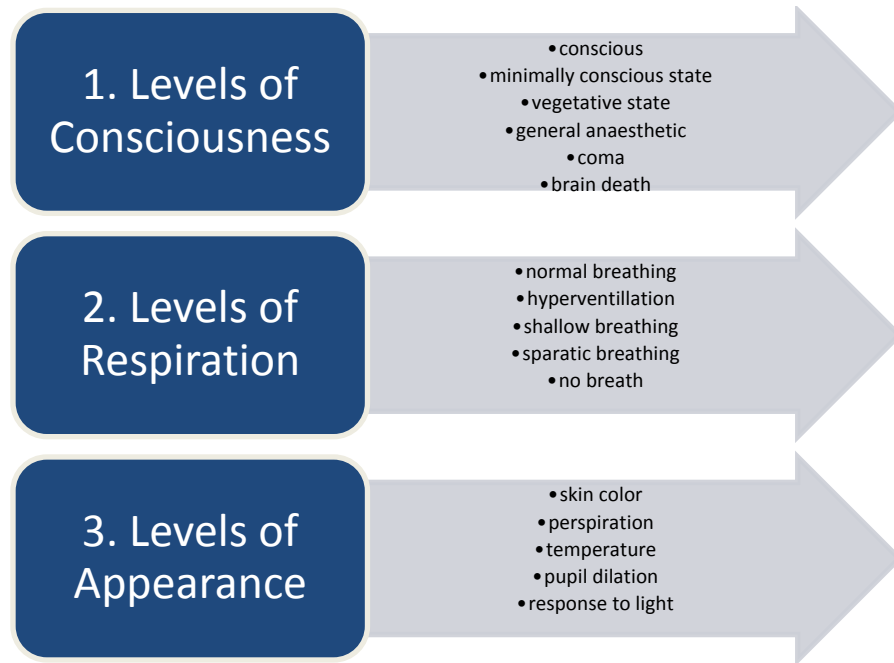 1. Levels of
Consciousness
•conscious
•minimally conscious state
•vegetative state
•general anaesthetic
•coma
•brain death
2. Levels of
Respiration
•normal breathing
•hyperventillation
•shallow breathing
•sparatic breathing
•no breath
3. Levels of
Appearance
•skin color
•perspiration
•temperature
•pupil dilation
•response to light